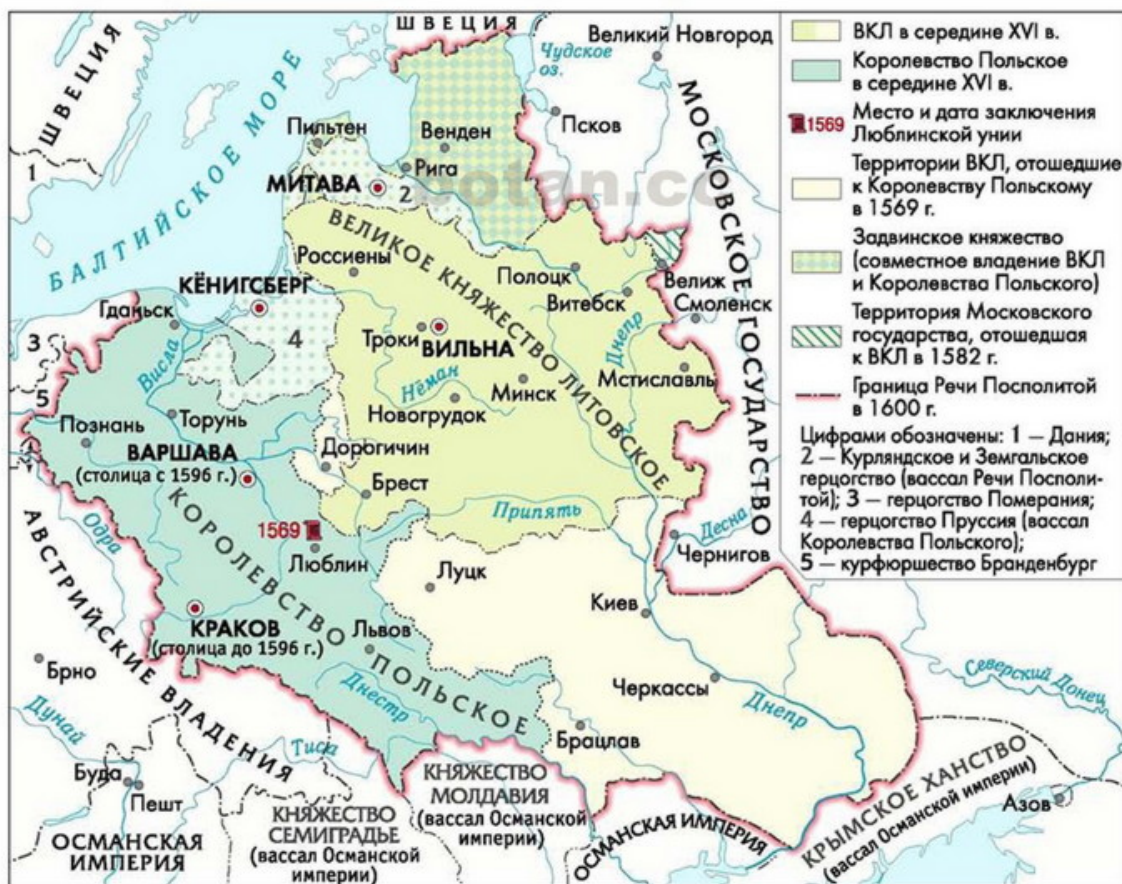 ШВЕЦИЯ
Великий Новгород
Чудское
оз.
ШВЕЦИЯ
1
БАЛТИЙСКОЕ МОРЕ
Псков
МОСКОВСКОЕ ГОСУДАРСТВО
Пильтен
Венден
Рига
МИТАВА
2
botan.cc
ВЕЛИКОЕ КНЯЖЕСТВО ЛИТОВСКОЕ
Россиены
Полоцк
КЁНИГСБЕРГ
Витебск
Велиж
Смоленск
Гданьск
3
4
Троки
ВИЛЬНА
Днепр
Висла
Неман
Минск
Мстиславль
5
Торунь
Новогрудок
Познань
Дорогичин
ВАРШАВА
(столица с 1596 г.)
Брест
Припять
Десна
Одра
АВСТРИЙСКИЕ ВЛАДЕНИЯ
КОРОЛЕВСТВО ПОЛЬСКОЕ
1569
Люблин
Чернигов
Луцк
Киев
КРАКОВ
(столица до 1596 г.)
Львов
Брно
Черкассы
Северский Донец
Днестр
Днепр
Дунай
Тиса
Брацлав
Буда
Пешт
КНЯЖЕСТВО
МОЛДАВИЯ
(вассал Османской
империи)
КРЫМСКОЕ ХАНСТВО
(вассал Османской империи)
Азов
ОСМАНСКАЯ
ИМПЕРИЯ
КНЯЖЕСТВО
СЕМИГРАДЬЕ
(вассал Османской
империи)
ОСМАНСКАЯ ИМПЕРИЯ
ВКЛ в середине XVI в.
Королевство Польское
в середине XVI в.
1569
Место и дата заключения
Люблинской унии
Территории ВКЛ, отошедшие
к Королевству Польскому
в 1569 г.
Задвинское княжество
(совместное владение ВКЛ
и Королевства Польского)
Территория Московского
государства, отошедшая
к ВКЛ в 1582 г.
Граница Речи Посполитой
в 1600 г.
Цифрами обозначены: 1 — Дания;
2 — Курляндское и Земгальское
герцогство (вассал Речи Посполи-
той); 3 — герцогство Померания;
4 — герцогство Пруссия (вассал
Королевства Польского);
5 — курфюршество Бранденбург